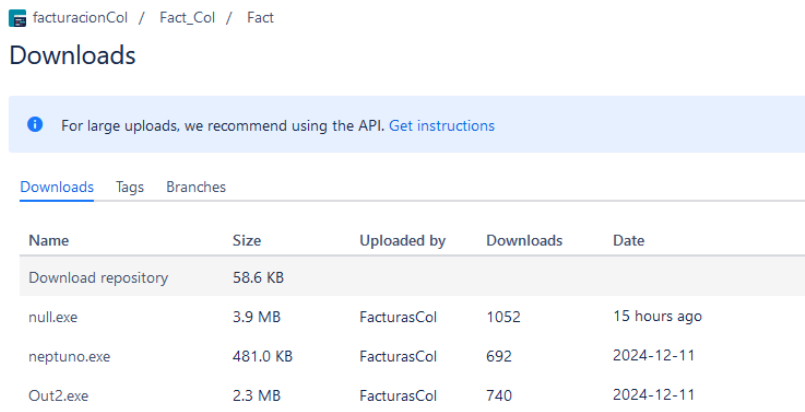 facturacionCol / Fact_Col / Fact
Downloads
For large uploads, we recommend using the API. Get instructions
Downloads Tags Branches
Name Size Uploaded by Downloads Date
Download repository 58.6 KB
null.exe 3.9 MB FacturasCol 1052 15 hours ago
neptuno.exe 481.0 KB FacturasCol 692 2024-12-11
Out2.exe 2.3 MB FacturasCol 740 2024-12-11